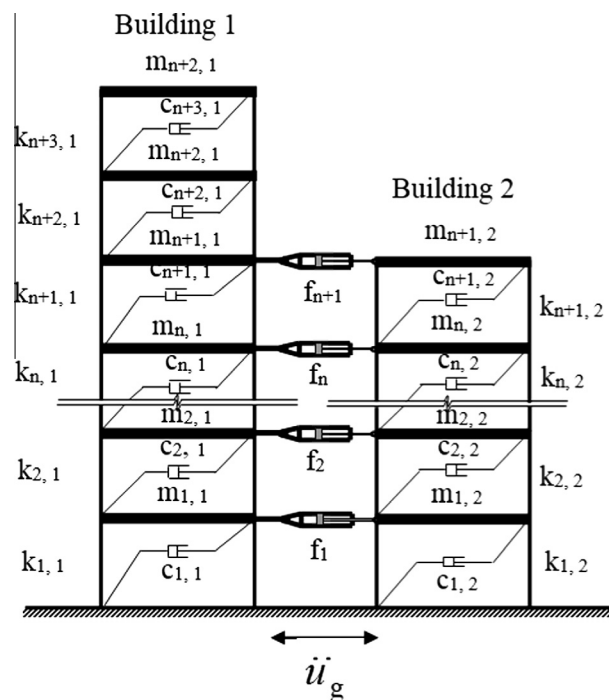 Building 1
m_{n+2, 1}
c_{n+3, 1}
k_{n+3, 1}
m_{n+2, 1}
Building 2
c_{n+2, 1}
k_{n+2, 1}
m_{n+1, 1}
m_{n+1, 2}
c_{n+1, 1}
c_{n+1, 2}
k_{n+1, 1}
k_{n+1, 2}
f_{n+1}
m_{n, 1}
m_{n, 2}
c_{n, 1}
c_{n, 2}
k_{n, 1}
f_n
k_{n, 2}
m_{2, 1}
m_{2, 2}
c_{2, 1}
c_{2, 2}
k_{2, 1}
f_2
k_{2, 2}
m_{1, 1}
m_{1, 2}
f_1
k_{1, 1}
k_{1, 2}
c_{1, 1}
c_{1, 2}
ü_g